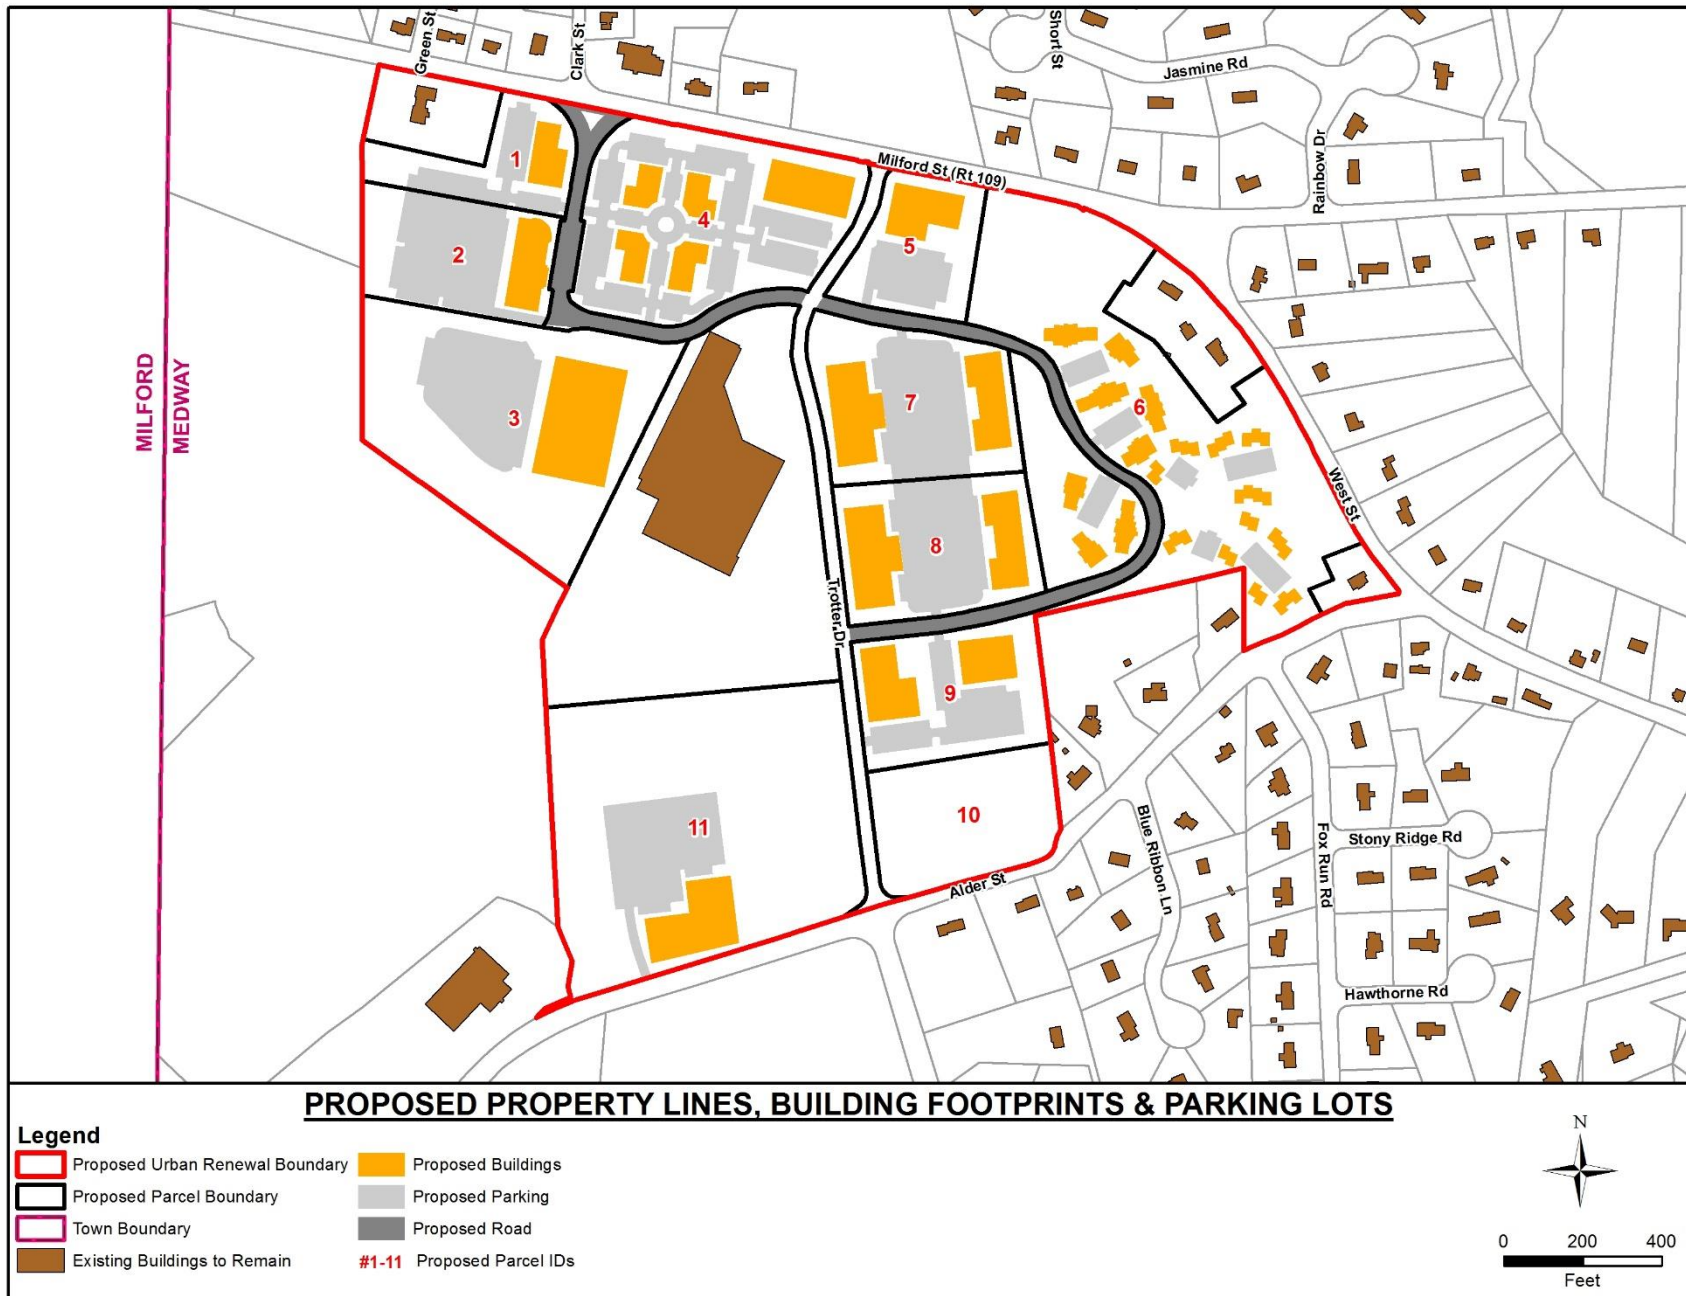 Green St
Clark St
Short St
Jasmine Rd
Rainbow Dr
Milford St (Rt 109)
1
4
5
2
MILFORD
MEDWAY
3
7
6
West St
8
Trotter Dr
9
10
11
Alder St
Blue Ribbon Ln
Fox Run Rd
Stony Ridge Rd
Hawthorne Rd
PROPOSED PROPERTY LINES, BUILDING FOOTPRINTS & PARKING LOTS
Legend
Proposed Urban Renewal Boundary
Proposed Parcel Boundary
Town Boundary
Existing Buildings to Remain
Proposed Buildings
Proposed Parking
Proposed Road
#1-11 Proposed Parcel IDs
N
0 200 400
Feet